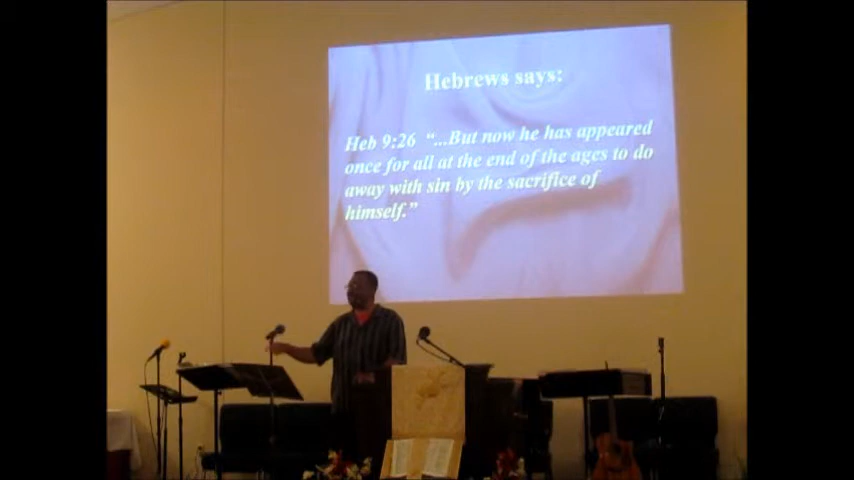 Hebrews says:
Heb 9:26 “...But now he has appeared
once for all at the end of the ages to do
away with sin by the sacrifice of
himself.”